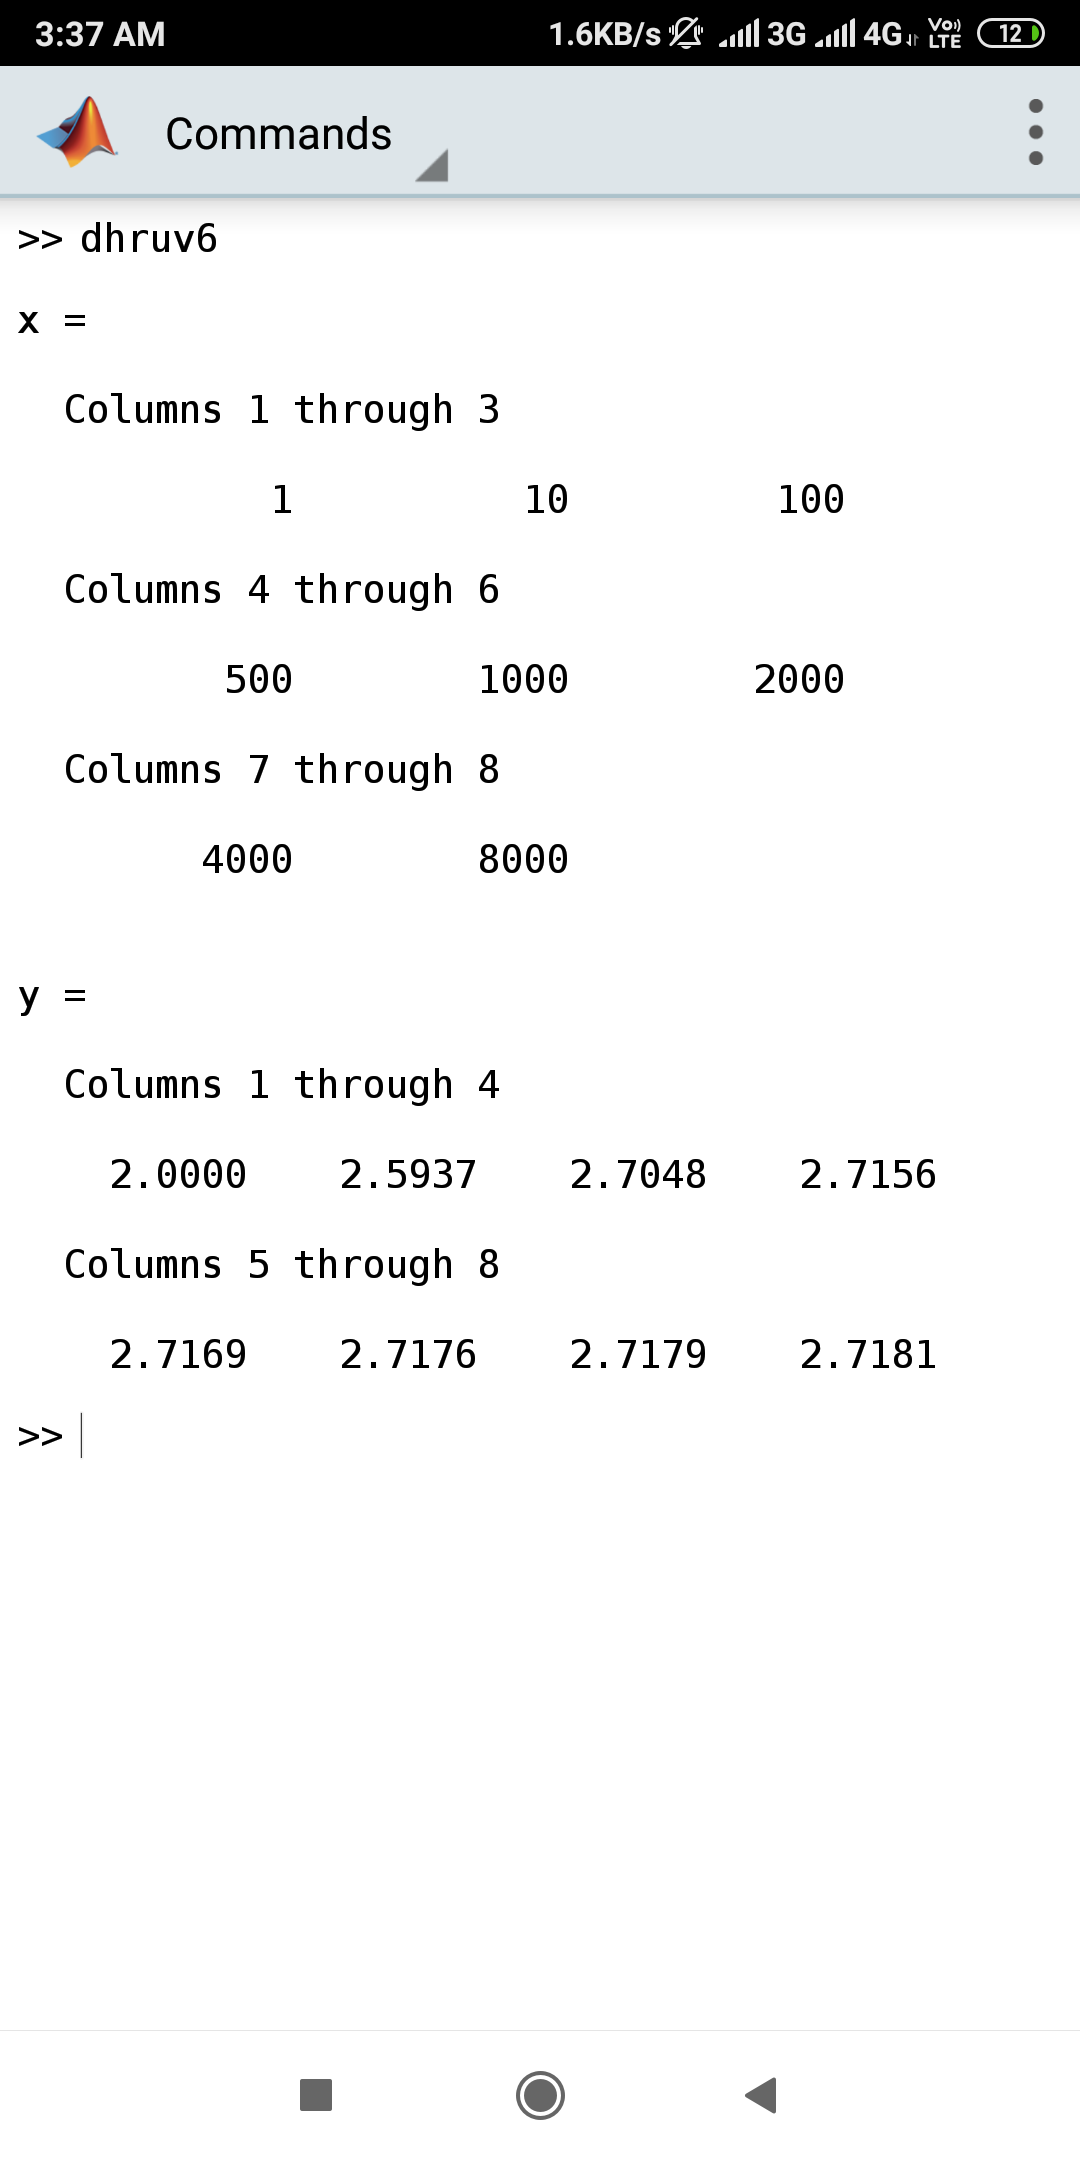 3:37 AM 1.6KB/s 3G 4G VoLTE 12
Commands
>> dhruv6
x =
Columns 1 through 3
1 10 100
Columns 4 through 6
500 1000 2000
Columns 7 through 8
4000 8000
y =
Columns 1 through 4
2.0000 2.5937 2.7048 2.7156
Columns 5 through 8
2.7169 2.7176 2.7179 2.7181
>>